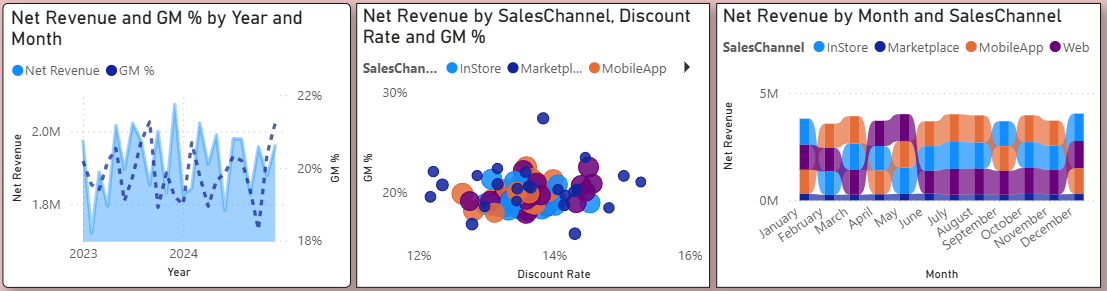 Net Revenue and GM % by Year and
Month
Net Revenue GM %
22%
2.0M
20%
1.8M
18%
Net Revenue
GM %
2023 2024
Year
Net Revenue by SalesChannel, Discount
Rate and GM %
SalesChan... InStore Marketpl... MobileApp
30%
20%
GM %
12% 14% 16%
Discount Rate
Net Revenue by Month and SalesChannel
SalesChannel InStore Marketplace MobileApp Web
5M
0M
Net Revenue
January
February
March
April
May
June
July
August
September
October
November
December
Month